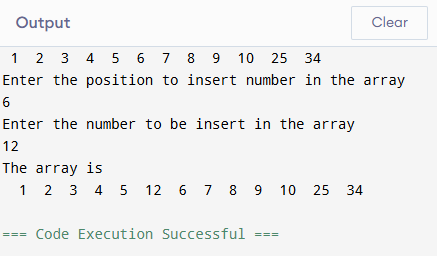 Output
Clear
1 2 3 4 5 6 7 8 9 10 25 34
Enter the position to insert number in the array
6
Enter the number to be insert in the array
12
The array is
1 2 3 4 5 12 6 7 8 9 10 25 34
=== Code Execution Successful ===